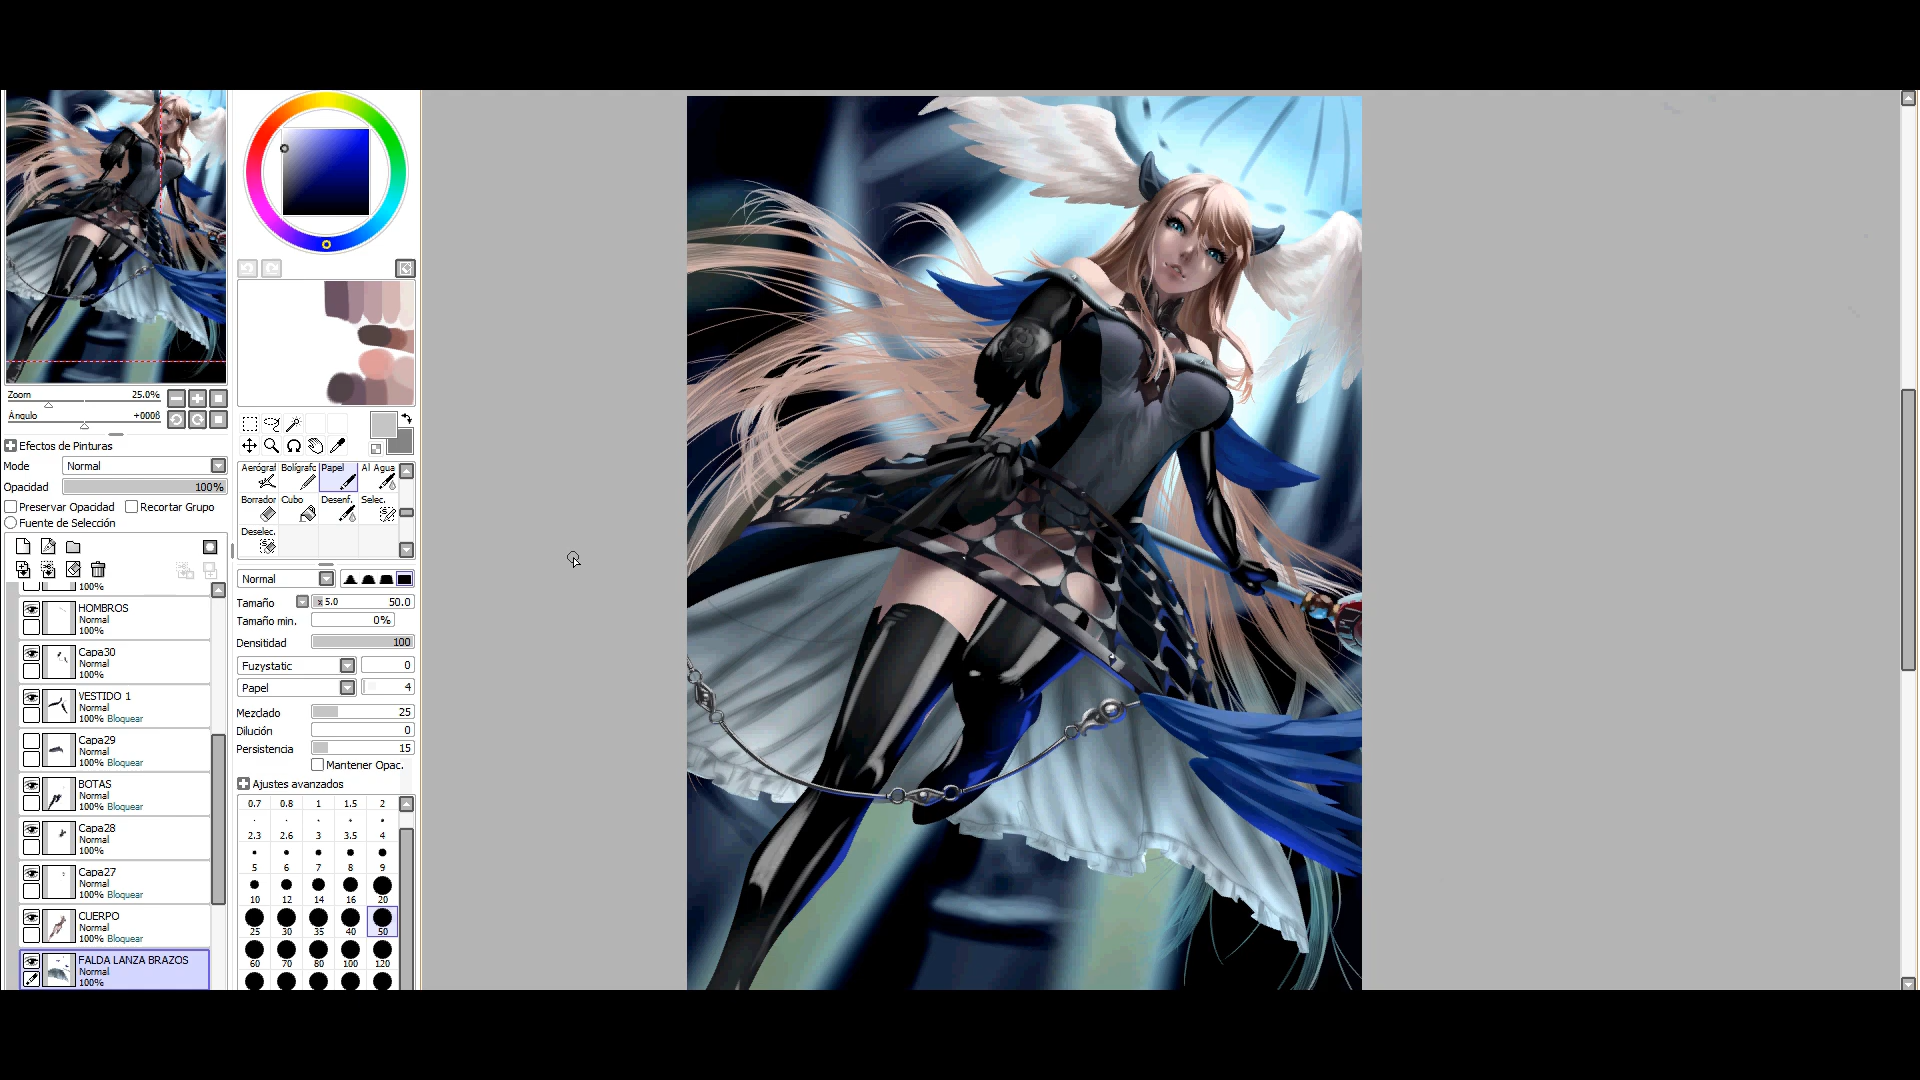 Zoom 25.0%
Ángulo +0008
Efectos de Pinturas
Mode Normal
Opacidad 100%
Preservar Opacidad Recortar Grupo
Fuente de Selección
100%
HOMBROS
Normal
100%
Capa30
Normal
100%
VESTIDO 1
Normal
100% Bloquear
Capa29
Normal
100% Bloquear
BOTAS
Normal
100% Bloquear
Capa28
Normal
100%
Capa27
Normal
100% Bloquear
CUERPO
Normal
100% Bloquear
FALDA LANZA BRAZOS
Normal
100%
Aerógraf Bolígrafc Papel Al Agua
Borrador Cubo Desenf. Selec.
Deselec.
Normal
Tamaño x 5.0 50.0
Tamaño min. 0%
Densitidad 100
Fuzystatic 0
Papel 4
Mezclado 25
Dilución 0
Persistencia 15
Mantener Opac.
Ajustes avanzados
0.7 0.8 1 1.5 2
2.3 2.6 3 3.5 4
5 6 7 8 9
10 12 14 16 20
25 30 35 40 50
60 70 80 100 120